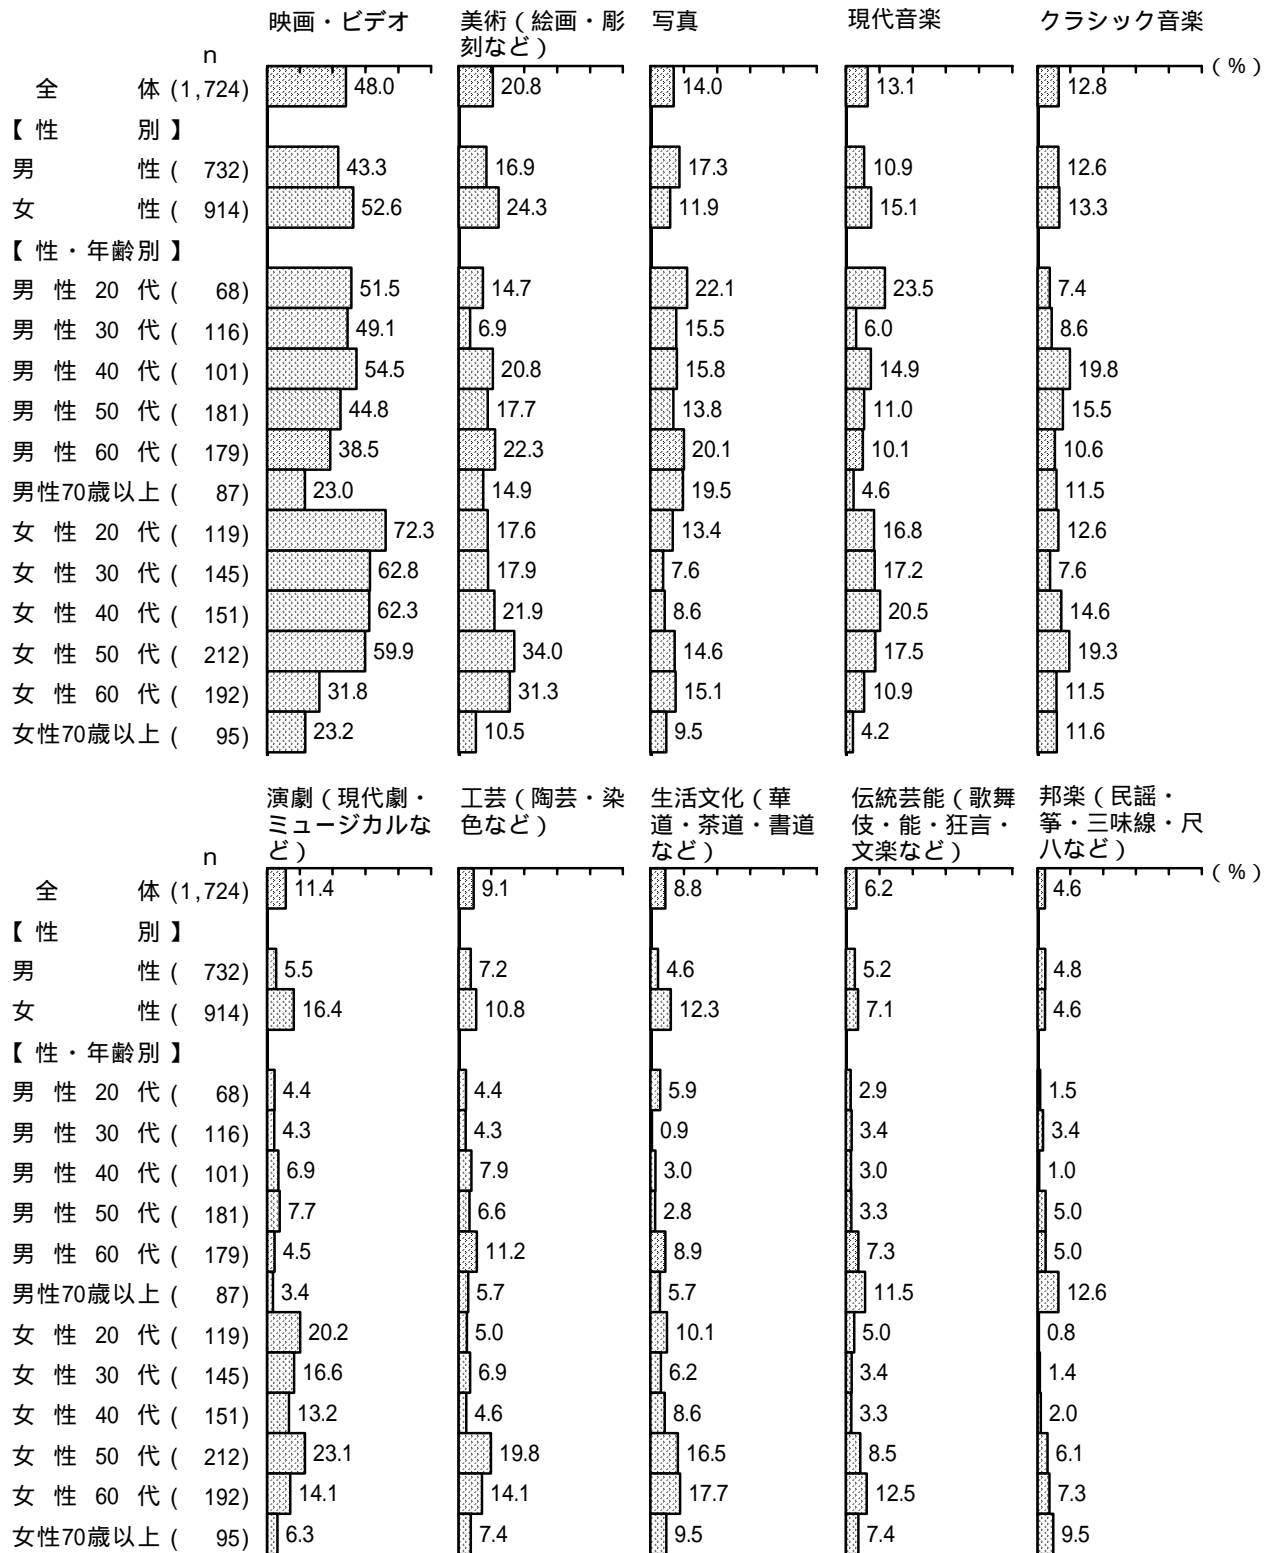 映画・ビデオ 美術(絵画・彫刻など) 写真 現代音楽 クラシック音楽
n
(%)
全 体 (1,724) 48.0 20.8 14.0 13.1 12.8
【 性 別 】
男 性 ( 732) 43.3 16.9 17.3 10.9 12.6
女 性 ( 914) 52.6 24.3 11.9 15.1 13.3
【 性・年齢別 】
男 性 20 代 ( 68) 51.5 14.7 22.1 23.5 7.4
男 性 30 代 ( 116) 49.1 6.9 15.5 6.0 8.6
男 性 40 代 ( 101) 54.5 20.8 15.8 14.9 19.8
男 性 50 代 ( 181) 44.8 17.7 13.8 11.0 15.5
男 性 60 代 ( 179) 38.5 22.3 20.1 10.1 10.6
男性70歳以上 ( 87) 23.0 14.9 19.5 4.6 11.5
女 性 20 代 ( 119) 72.3 17.6 13.4 16.8 12.6
女 性 30 代 ( 145) 62.8 17.9 7.6 17.2 7.6
女 性 40 代 ( 151) 62.3 21.9 8.6 20.5 14.6
女 性 50 代 ( 212) 59.9 34.0 14.6 17.5 19.3
女 性 60 代 ( 192) 31.8 31.3 15.1 10.9 11.5
女性70歳以上 ( 95) 23.2 10.5 9.5 4.2 11.6
演劇(現代劇・ミュージカルなど) 工芸(陶芸・染色など) 生活文化(華道・茶道・書道など) 伝統芸能(歌舞伎・能・狂言・文楽など) 邦楽(民謡・箏・三味線・尺八など)
n
(%)
全 体 (1,724) 11.4 9.1 8.8 6.2 4.6
【 性 別 】
男 性 ( 732) 5.5 7.2 4.6 5.2 4.8
女 性 ( 914) 16.4 10.8 12.3 7.1 4.6
【 性・年齢別 】
男 性 20 代 ( 68) 4.4 4.4 5.9 2.9 1.5
男 性 30 代 ( 116) 4.3 4.3 0.9 3.4 3.4
男 性 40 代 ( 101) 6.9 7.9 3.0 3.0 1.0
男 性 50 代 ( 181) 7.7 6.6 2.8 3.3 5.0
男 性 60 代 ( 179) 4.5 11.2 8.9 7.3 5.0
男性70歳以上 ( 87) 3.4 5.7 5.7 11.5 12.6
女 性 20 代 ( 119) 20.2 5.0 10.1 5.0 0.8
女 性 30 代 ( 145) 16.6 6.9 6.2 3.4 1.4
女 性 40 代 ( 151) 13.2 4.6 8.6 3.3 2.0
女 性 50 代 ( 212) 23.1 19.8 16.5 8.5 6.1
女 性 60 代 ( 192) 14.1 14.1 17.7 12.5 7.3
女性70歳以上 ( 95) 6.3 7.4 9.5 7.4 9.5